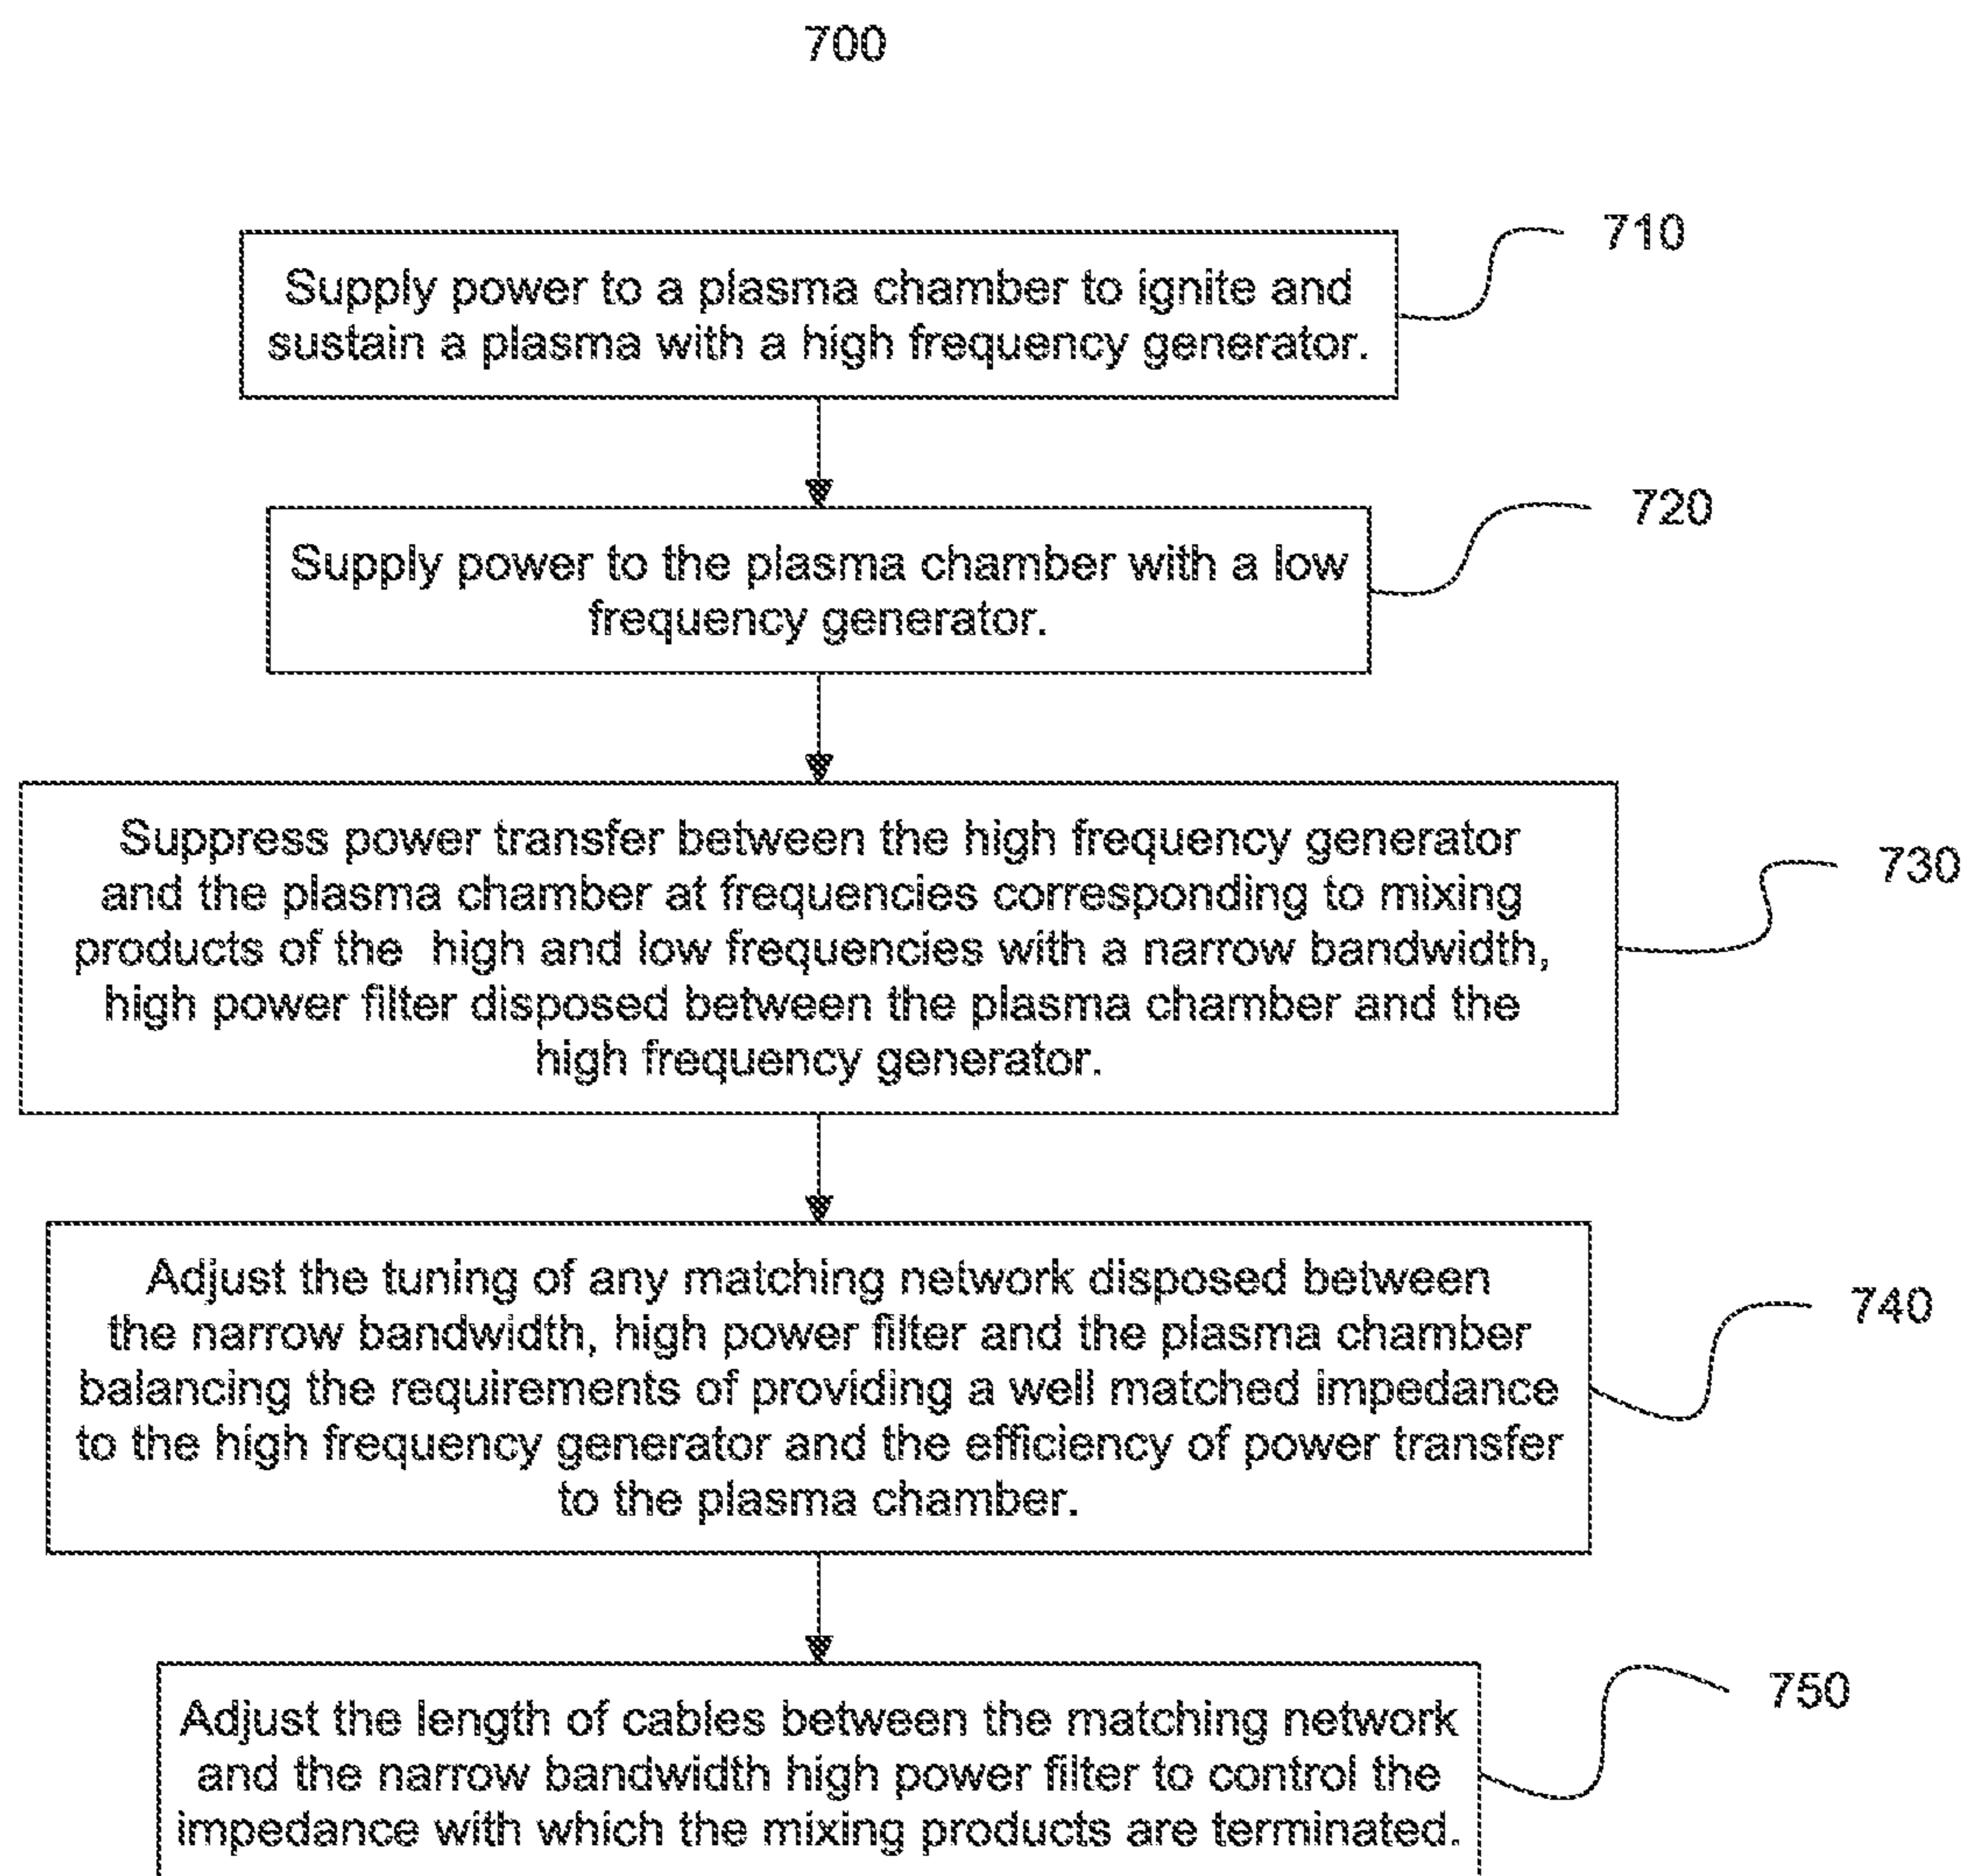 700
710
Supply power to a plasma chamber to ignite and
sustain a plasma with a high frequency generator.
720
Supply power to the plasma chamber with a low
frequency generator.
730
Suppress power transfer between the high frequency generator
and the plasma chamber at frequencies corresponding to mixing
products of the high and low frequencies with a narrow bandwidth,
high power filter disposed between the plasma chamber and the
high frequency generator.
740
Adjust the tuning of any matching network disposed between
the narrow bandwidth, high power filter and the plasma chamber
balancing the requirements of providing a well matched impedance
to the high frequency generator and the efficiency of power transfer
to the plasma chamber.
750
Adjust the length of cables between the matching network
and the narrow bandwidth high power filter to control the
impedance with which the mixing products are terminated.